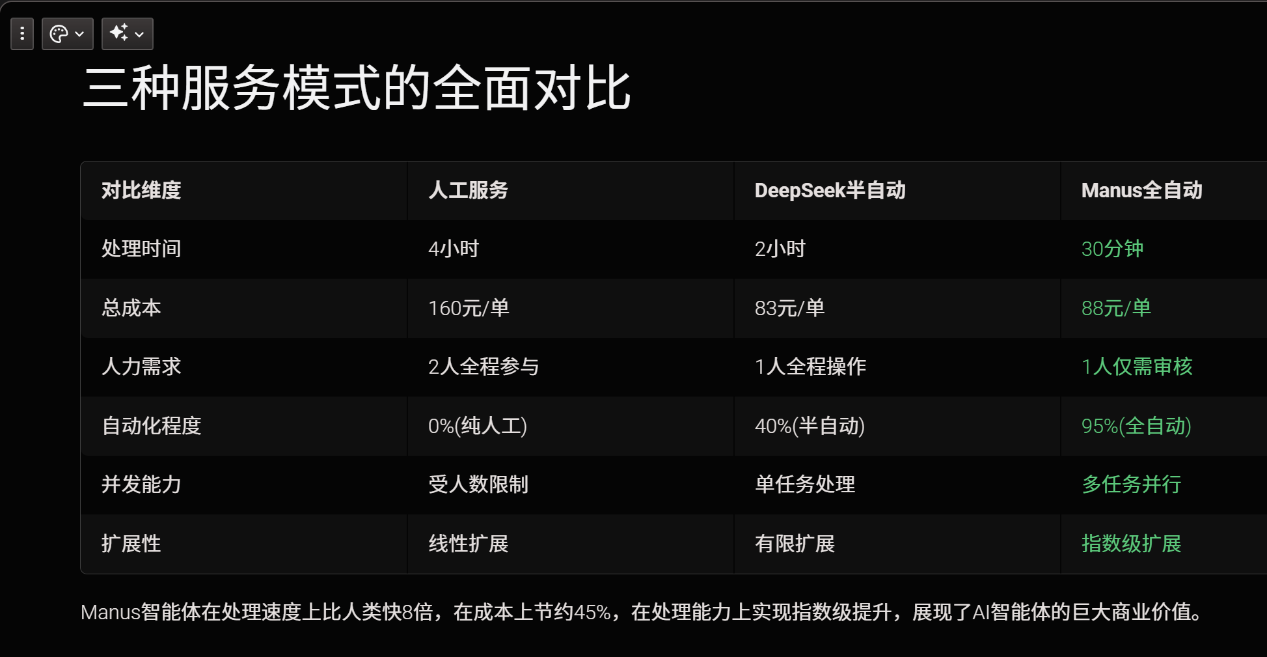 三种服务模式的全面对比
对比维度 人工服务 DeepSeek半自动 Manus全自动
处理时间 4小时 2小时 30分钟
总成本 160元/单 83元/单 88元/单
人力需求 2人全程参与 1人全程操作 1人仅需审核
自动化程度 0%(纯人工) 40%(半自动) 95%(全自动)
并发能力 受人数限制 单任务处理 多任务并行
扩展性 线性扩展 有限扩展 指数级扩展
Manus智能体在处理速度上比人类快8倍，在成本上节约45%，在处理能力上实现指数级提升，展现了AI智能体的巨大商业价值。